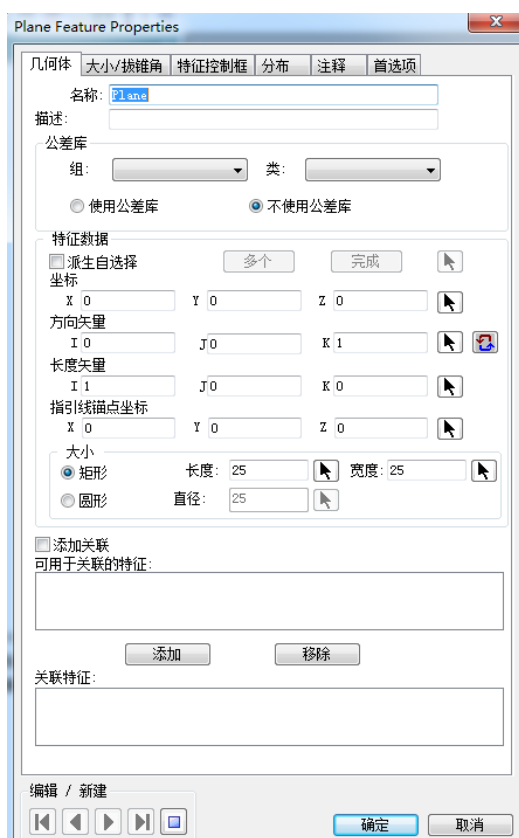 Plane Feature Properties
几何体 大小/拔锥角 特征控制框 分布 注释 首选项
名称: Plane
描述:
公差库
组: 类:
使用公差库 不使用公差库
特征数据
派生自选择 多个 完成
坐标
X 0 Y 0 Z 0
方向矢量
I 0 J 0 K 1
长度矢量
I 1 J 0 K 0
指引线锚点坐标
X 0 Y 0 Z 0
大小
矩形 长度: 25 宽度: 25
圆形 直径: 25
添加关联
可用于关联的特征:
添加 移除
关联特征:
编辑 / 新建
确定 取消